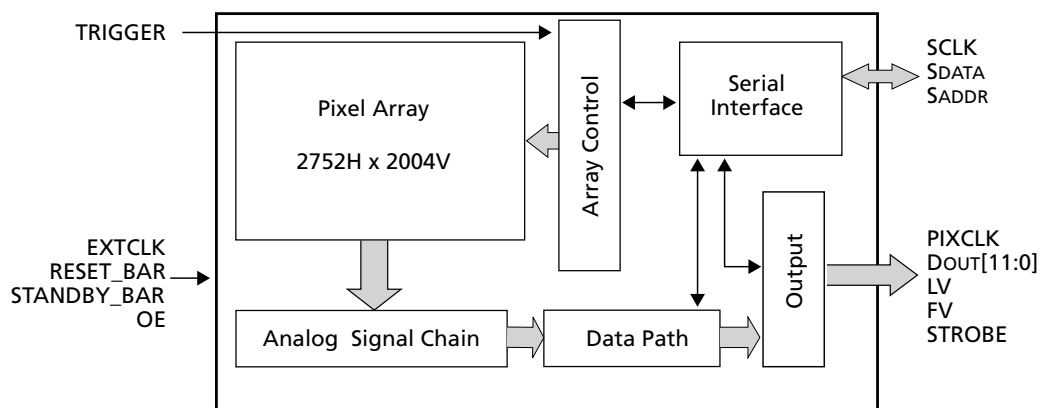 TRIGGER
Pixel Array
2752H x 2004V
Array Control
Serial
Interface
SCLK
SDATA
SADDR
EXTCLK
RESET_BAR
STANDBY_BAR
OE
Analog Signal Chain
Data Path
Output
PIXCLK
DOUT[11:0]
LV
FV
STROBE